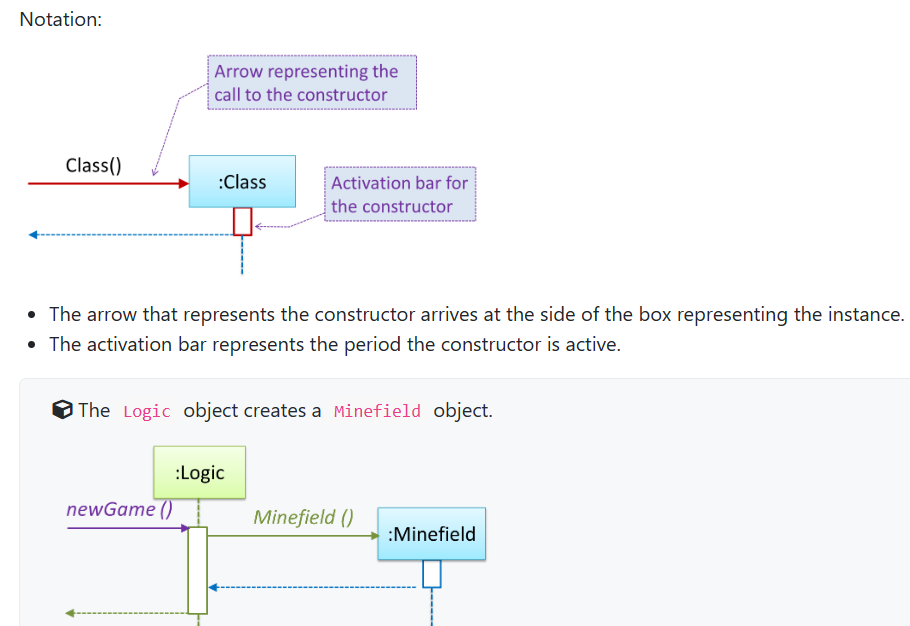 Notation:
Arrow representing the
call to the constructor
Class()
:Class
Activation bar for
the constructor
The arrow that represents the constructor arrives at the side of the box representing the instance.
The activation bar represents the period the constructor is active.
The Logic object creates a Minefield object.
:Logic
newGame ()
Minefield ()
:Minefield